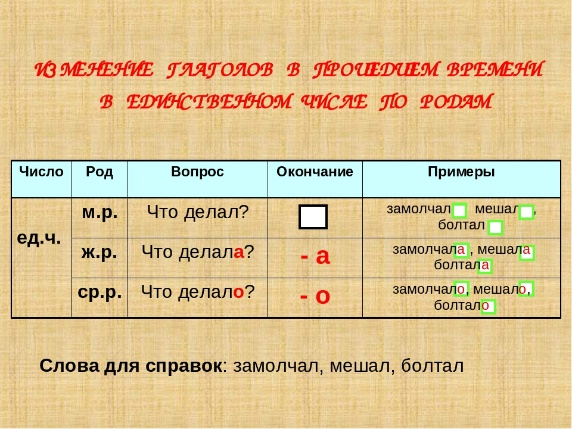 ИЗМЕНЕНИЕ ГЛАГОЛОВ В ПРОШЕДШЕМ ВРЕМЕНИ
В ЕДИНСТВЕННОМ ЧИСЛЕ ПО РОДАМ
Число Род Вопрос Окончание Примеры
ед.ч.
м.р. Что делал? замолчал , мешал ,
болтал
ж.р. Что делала? - а замолчала , мешала
болтала
ср.р. Что делало? - о замолчало, мешало,
болтало
Слова для справок: замолчал, мешал, болтал